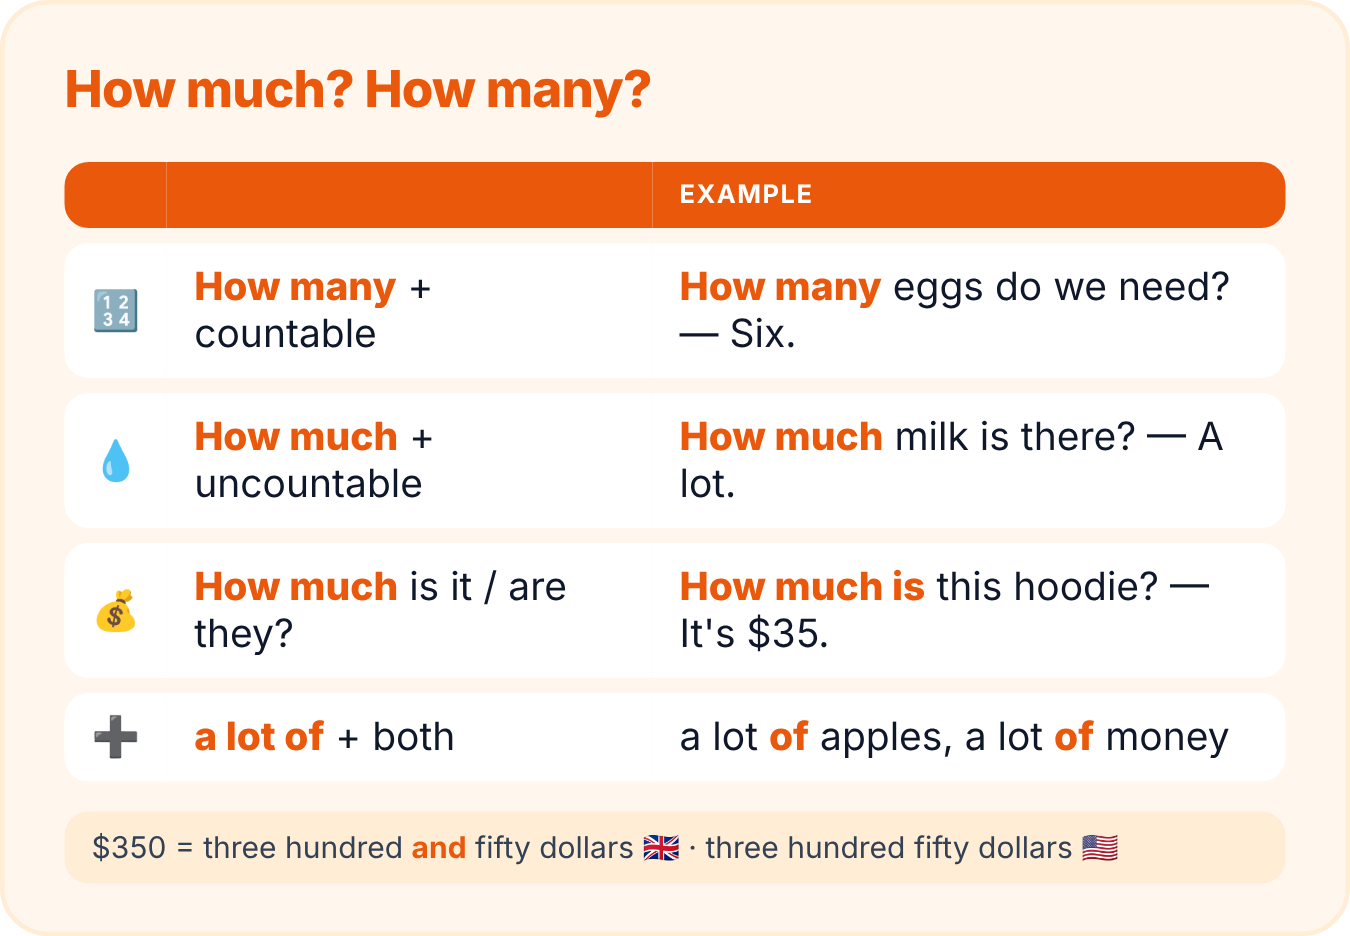 How much? How many?
EXAMPLE
How many +
countable
How many eggs do we need?
— Six.
How much +
uncountable
How much milk is there? — A
lot.
How much is it / are
they?
How much is this hoodie? —
It's $35.
a lot of + both
a lot of apples, a lot of money
$350 = three hundred and fifty dollars 🇬🇧 · three hundred fifty dollars 🇺🇸